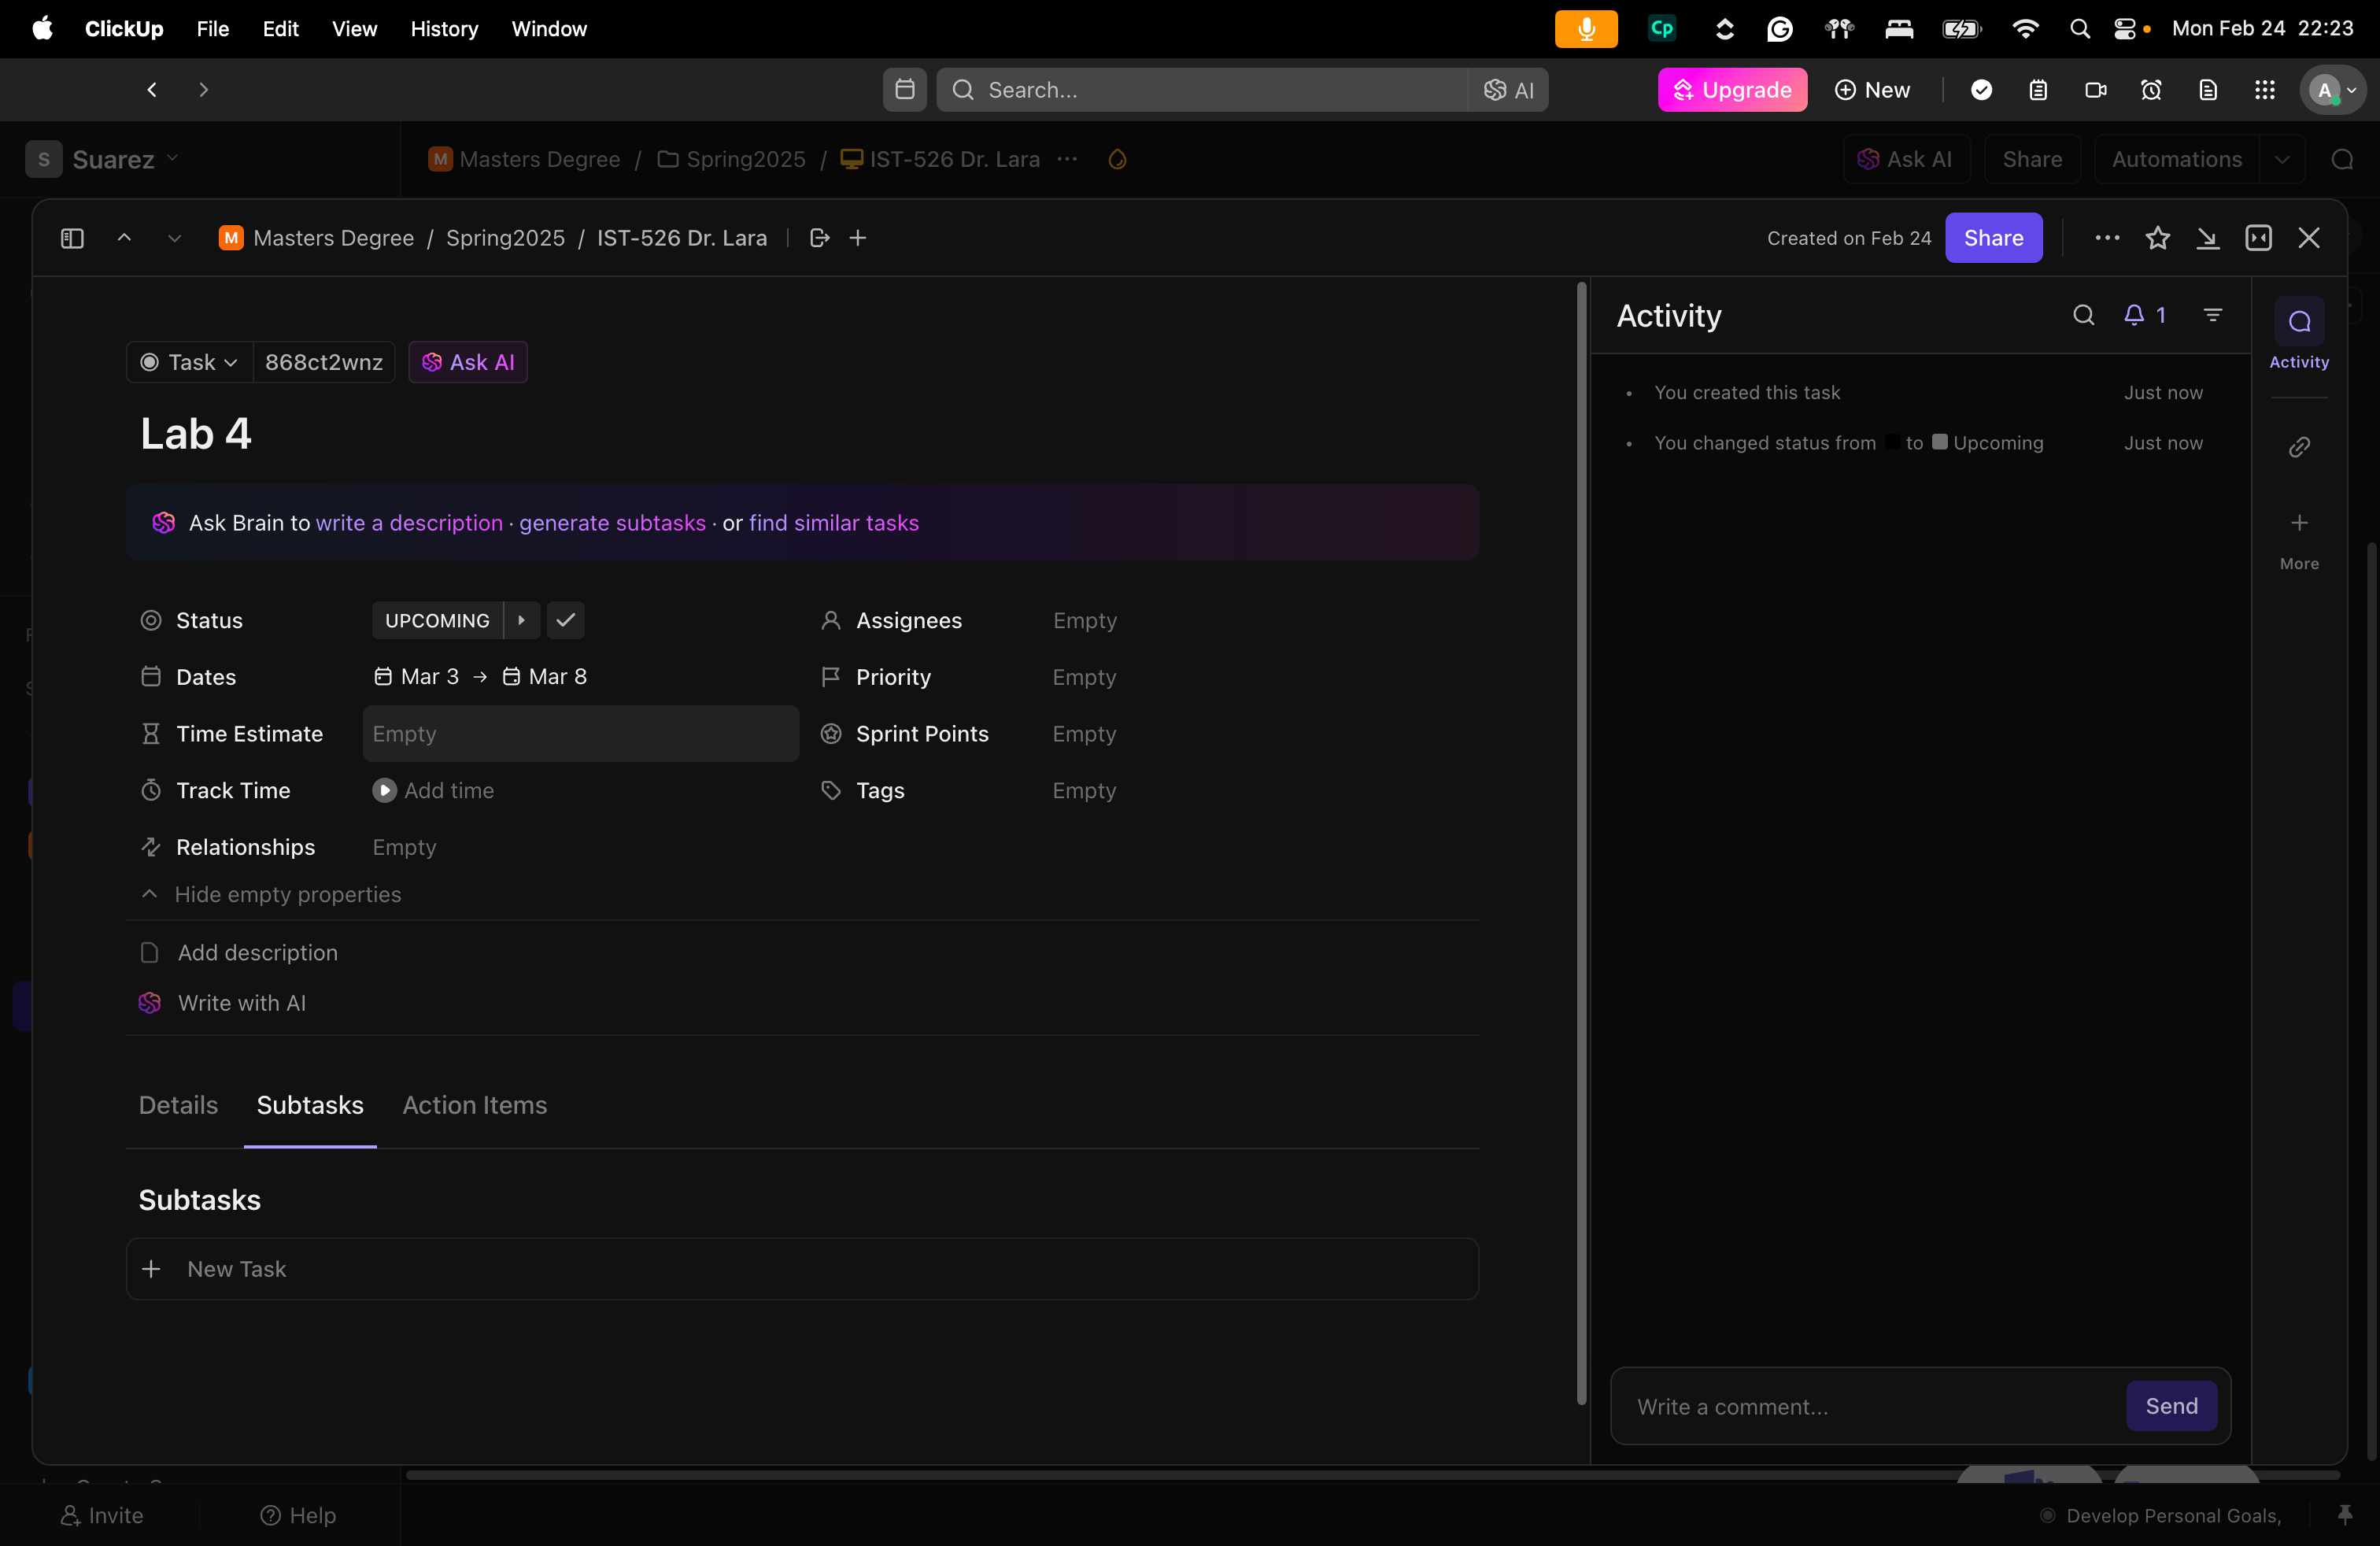 ClickUp File Edit View History Window Cp Mon Feb 24 22:23
Search... AI Upgrade New A
S Suarez M Masters Degree / Spring2025 / IST-526 Dr. Lara ... Ask AI Share Automations
M Masters Degree / Spring2025 / IST-526 Dr. Lara Created on Feb 24 Share
Activity 1
Activity
Task 868ct2wnz Ask AI
You created this task Just now
Lab 4
You changed status from to Upcoming Just now
Ask Brain to write a description · generate subtasks · or find similar tasks
More
Status UPCOMING Assignees Empty
Dates Mar 3 → Mar 8 Priority Empty
Time Estimate Empty Sprint Points Empty
Track Time Add time Tags Empty
Relationships Empty
Hide empty properties
Add description
Write with AI
Details Subtasks Action Items
Subtasks
+ New Task
Write a comment... Send
Invite Help Develop Personal Goals,